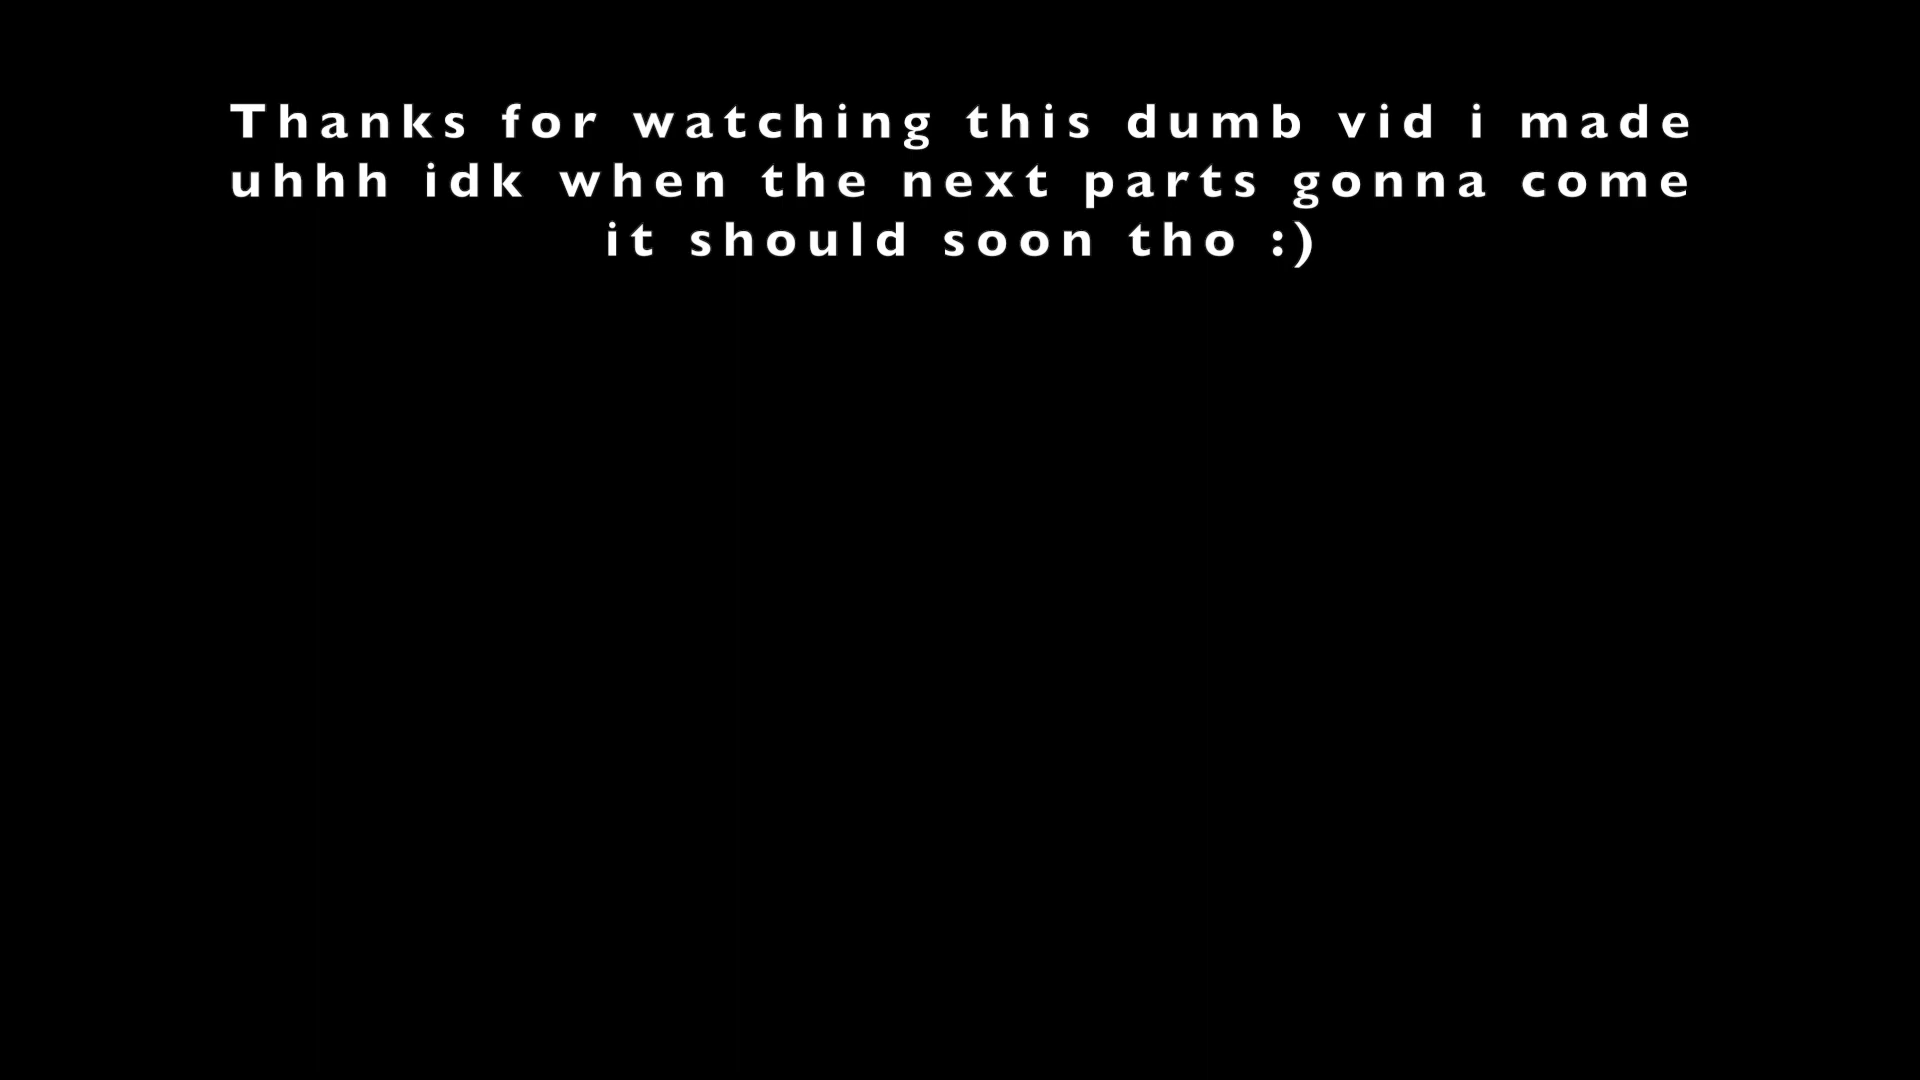 Thanks for watching this dumb vid i made
uhhh idk when the next parts gonna come
it should soon tho :)